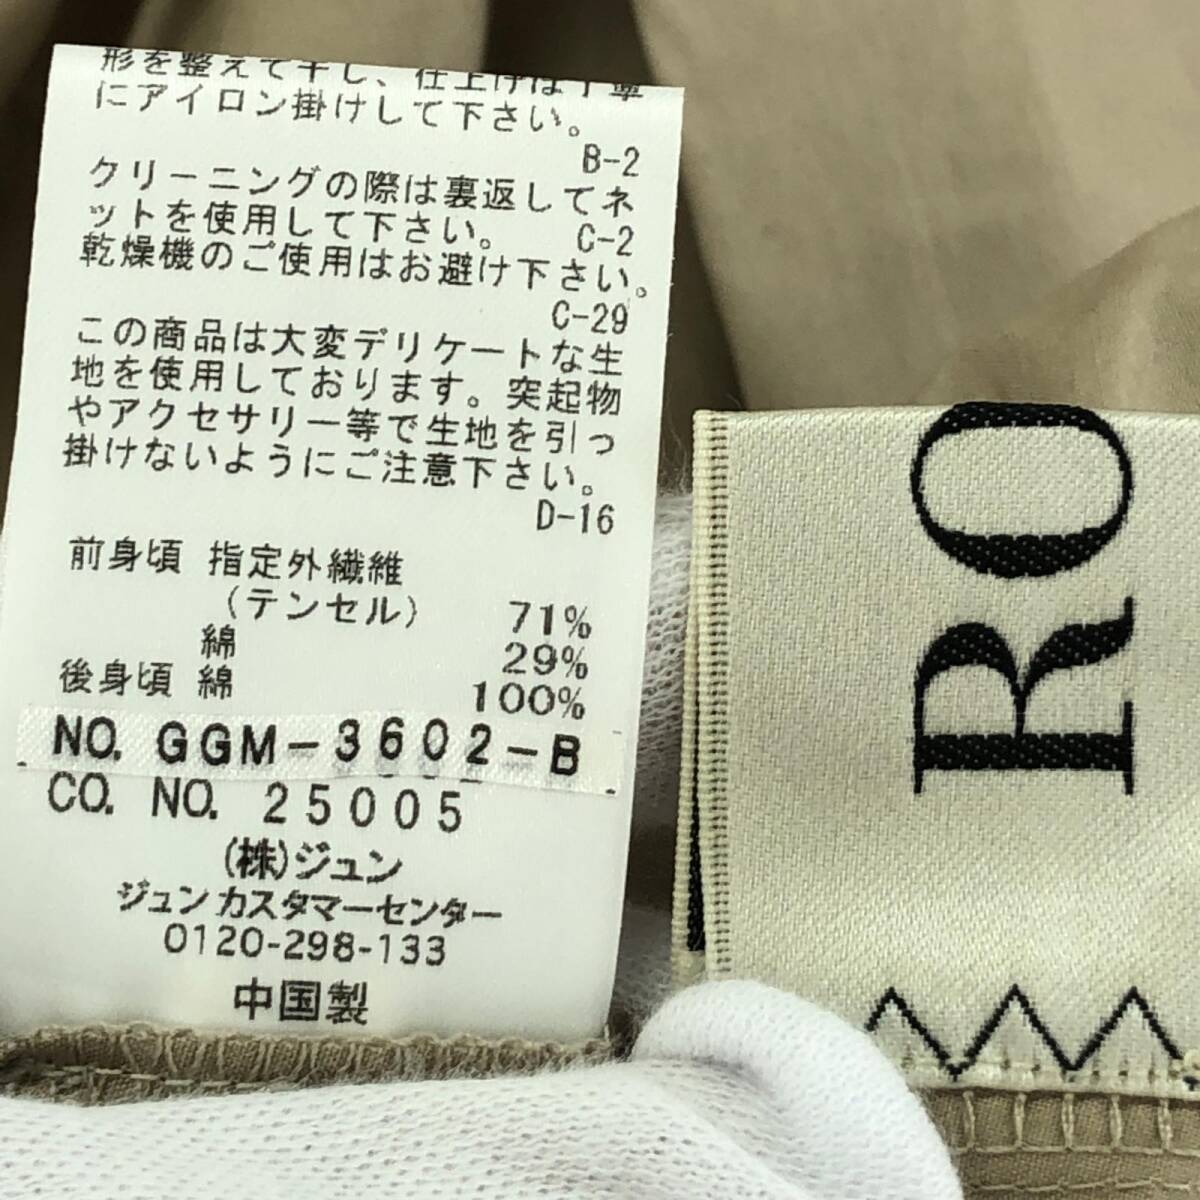 形を整えて干し、仕上げは中温
にアイロン掛けして下さい。
B-2
クリーニングの際は裏返してネ
ットを使用して下さい。 C-2
乾燥機のご使用はお避け下さい。
C-29
この商品は大変デリケートな生
地を使用しております。突起物
やアクセサリー等で生地を引っ
掛けないようにご注意下さい。
D-16
前身頃 指定外繊維
(テンセル) 71%
綿 29%
後身頃 綿 100%
NO. GGM-3602-B
CO. NO. 25005
(株)ジュン
ジュンカスタマーセンター
0120-298-133
中国製
RO